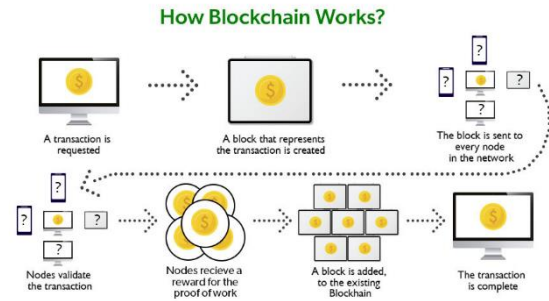 How Blockchain Works?
$
$
?
?
$
?
?
A transaction is
requested
A block that represents
the transaction is created
The block is sent to
every node
in the network
?
?
$
?
?
$
$
$
$
$
$
$
$
$
$
$
$
$
Nodes validate
the transaction
Nodes recieve a
reward for the
proof of work
A block is added,
to the existing
Blockhain
The transaction
is complete